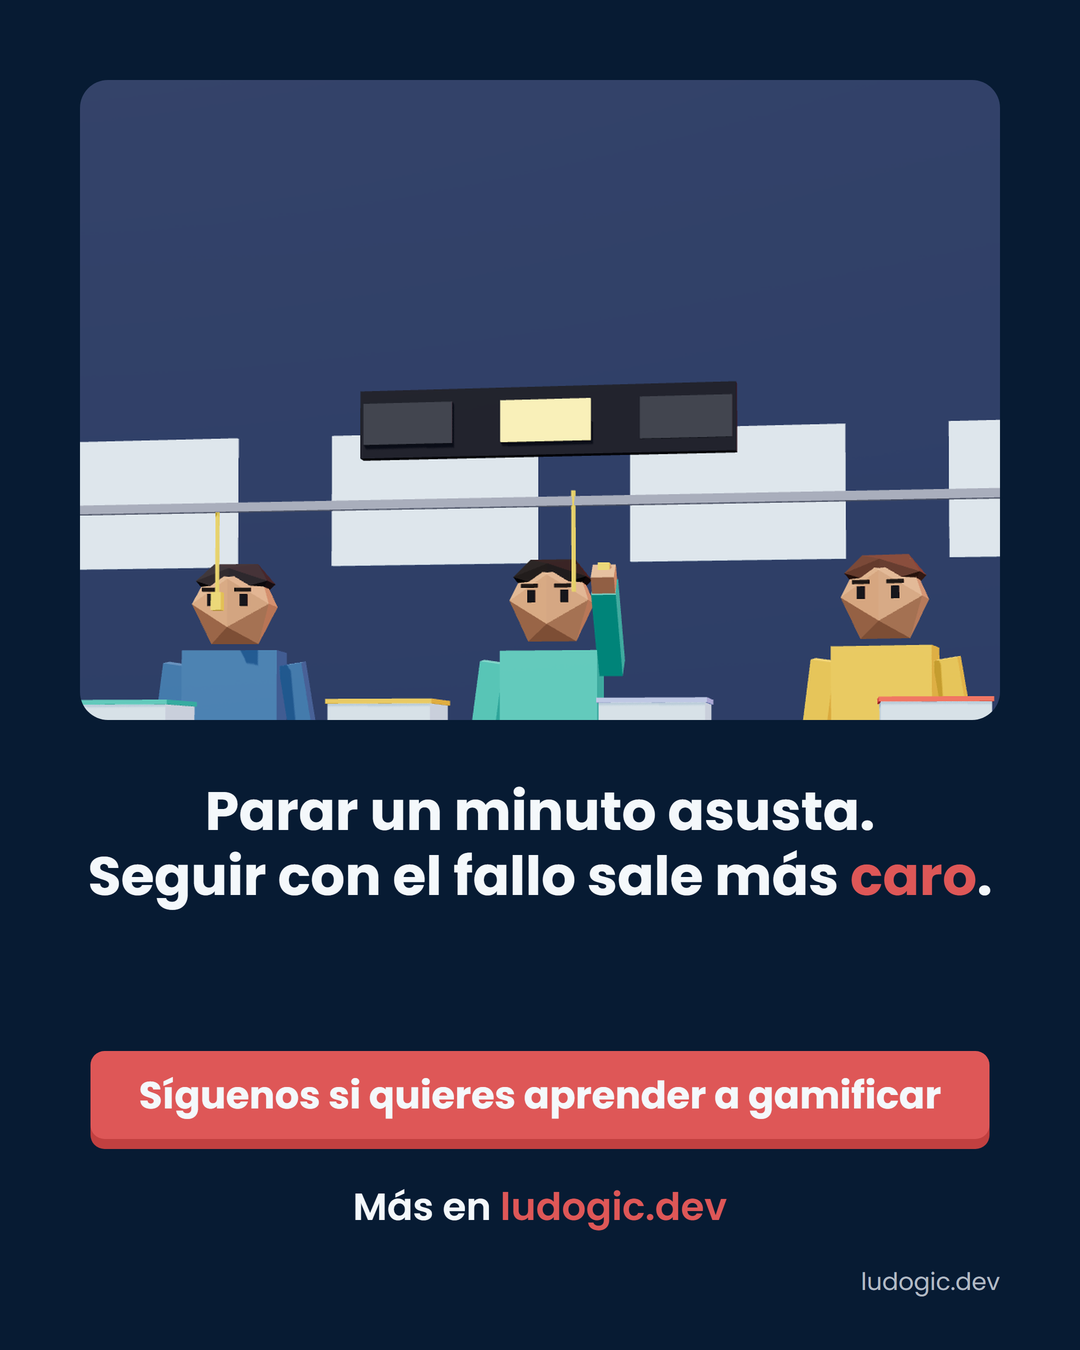 Parar un minuto asusta.
Seguir con el fallo sale más caro.
Síguenos si quieres aprender a gamificar
Más en ludogic.dev
ludogic.dev